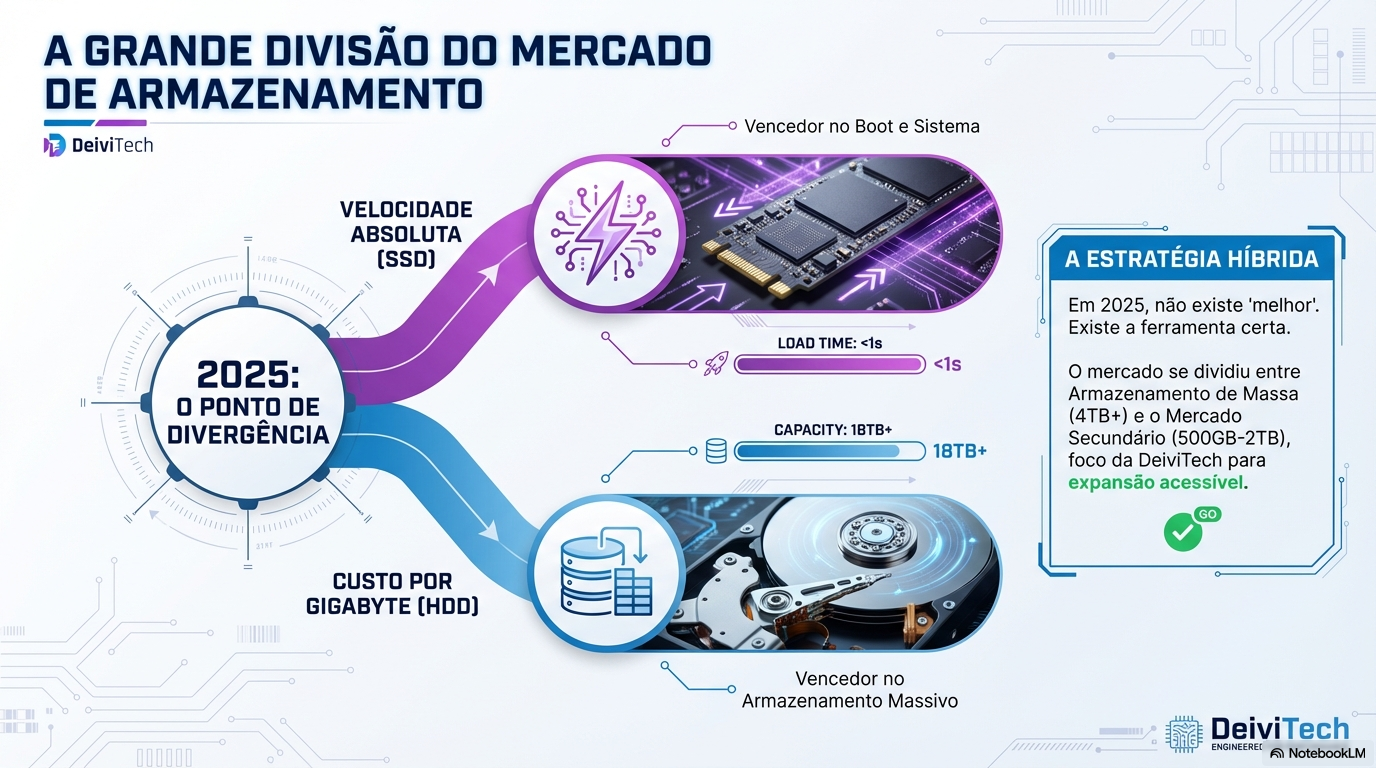 A GRANDE DIVISÃO DO MERCADO
DE ARMAZENAMENTO
DeiviTech
Vencedor no Boot e Sistema
VELOCIDADE
ABSOLUTA
(SSD)
LOAD TIME: <1s
<1s
2025:
O PONTO DE
DIVERGÊNCIA
CAPACITY: 18TB+
18TB+
CUSTO POR
GIGABYTE (HDD)
Vencedor no
Armazenamento Massivo
A ESTRATÉGIA HÍBRIDA
Em 2025, não existe 'melhor'.
Existe a ferramenta certa.
O mercado se dividiu entre
Armazenamento de Massa
(4TB+) e o Mercado
Secundário (500GB-2TB),
foco da DeiviTech para
expansão acessível.
GO
DeiviTech
ENGINEERED
NotebookLM